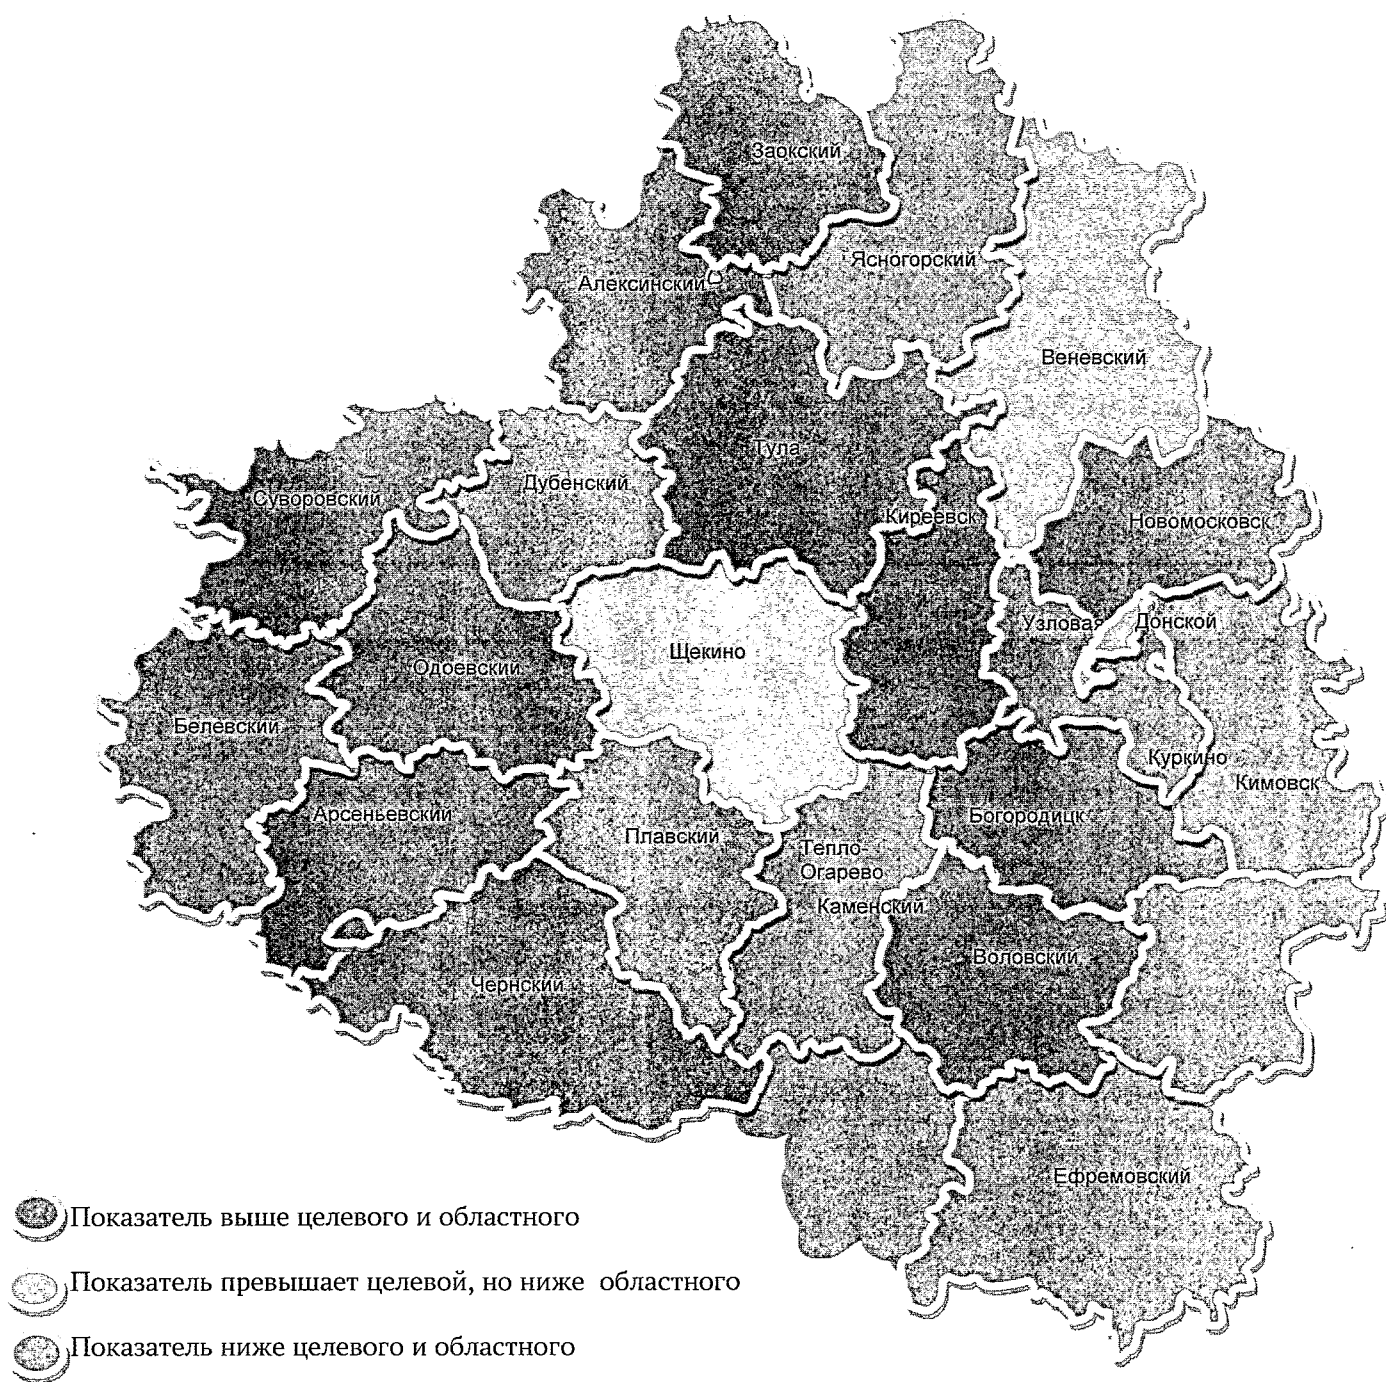 Заокский
Ясногорский
Алексинский
Веневский
Тула
Дубенский
Суворовский
Киреевск
Новомосковск
Узловая
Донской
Щекино
Одоевский
Белевский
Куркино
Кимовск
Арсеньевский
Богородицк
Плавский
Тепло-
Огарево
Каменский
Воловский
Чернский
Ефремовский
Показатель выше целевого и областного
Показатель превышает целевой, но ниже областного
Показатель ниже целевого и областного